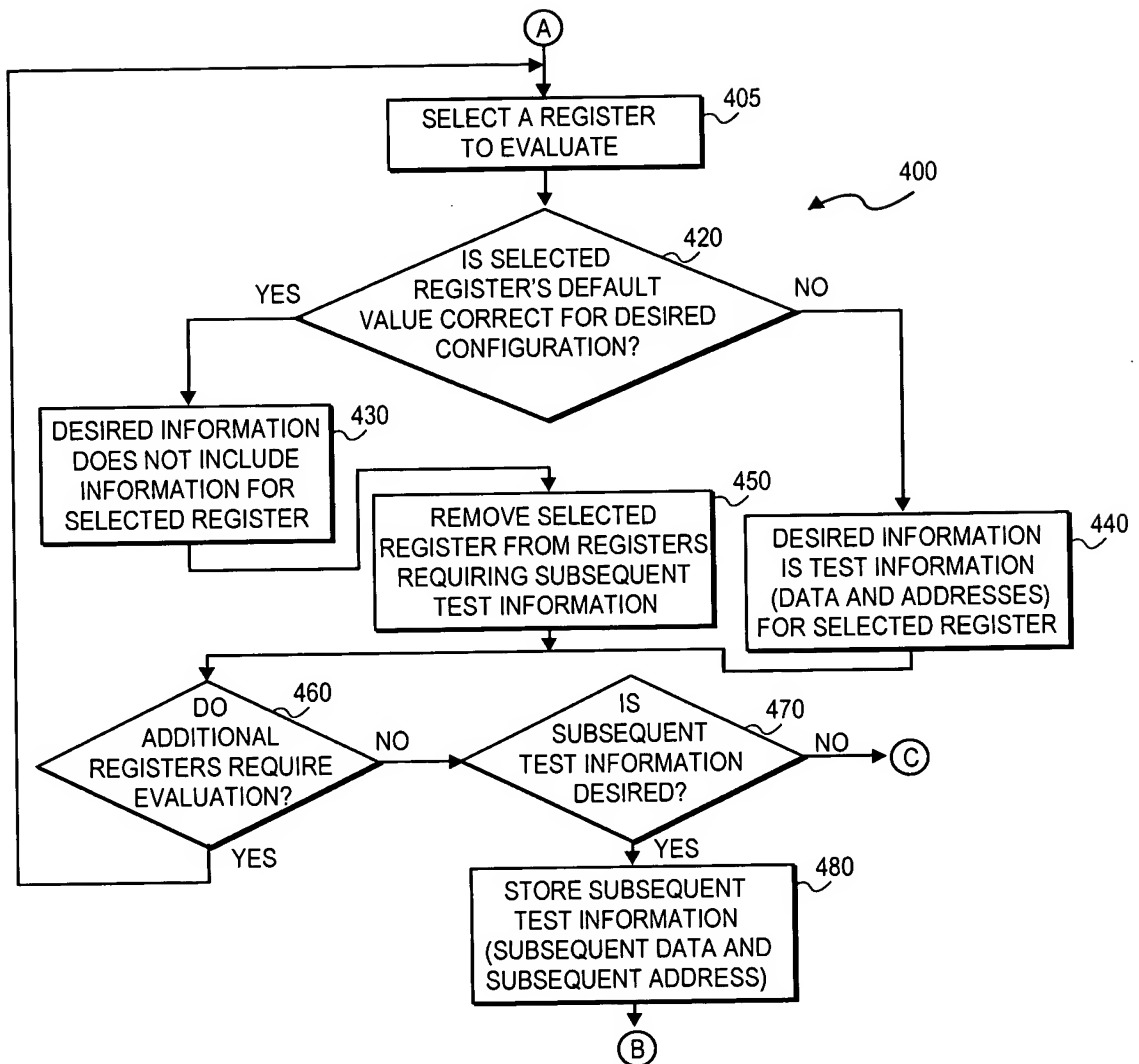 A
SELECT A REGISTER
TO EVALUATE
405
400
IS SELECTED
REGISTER'S DEFAULT
VALUE CORRECT FOR DESIRED
CONFIGURATION?
420
YES
NO
DESIRED INFORMATION
DOES NOT INCLUDE
INFORMATION FOR
SELECTED REGISTER
430
REMOVE SELECTED
REGISTER FROM REGISTERS
REQUIRING SUBSEQUENT
TEST INFORMATION
450
DESIRED INFORMATION
IS TEST INFORMATION
(DATA AND ADDRESSES)
FOR SELECTED REGISTER
440
DO
ADDITIONAL
REGISTERS REQUIRE
EVALUATION?
460
NO
YES
IS
SUBSEQUENT
TEST INFORMATION
DESIRED?
470
NO
C
YES
STORE SUBSEQUENT
TEST INFORMATION
(SUBSEQUENT DATA AND
SUBSEQUENT ADDRESS)
480
B